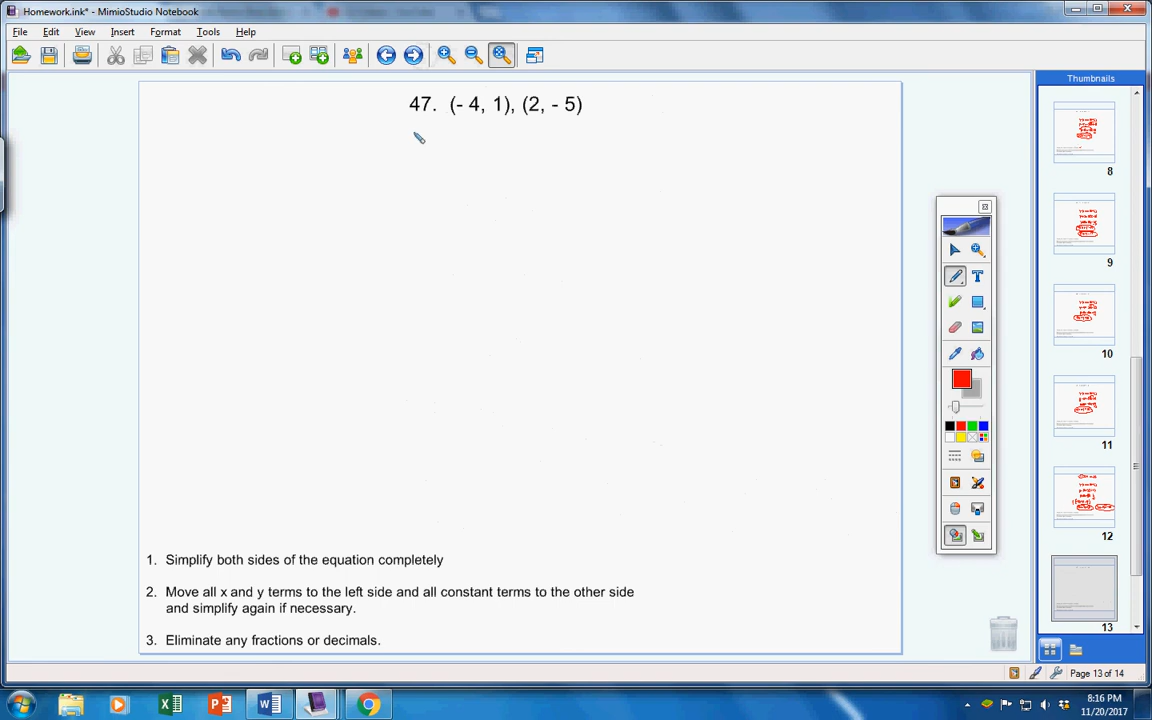 Homework.ink* - MimioStudio Notebook
File Edit View Insert Format Tools Help
Thumbnails
47. (- 4, 1), (2, - 5)
8
9
10
11
12
13
1. Simplify both sides of the equation completely
2. Move all x and y terms to the left side and all constant terms to the other side
and simplify again if necessary.
3. Eliminate any fractions or decimals.
Page 13 of 14
8:16 PM
11/20/2017